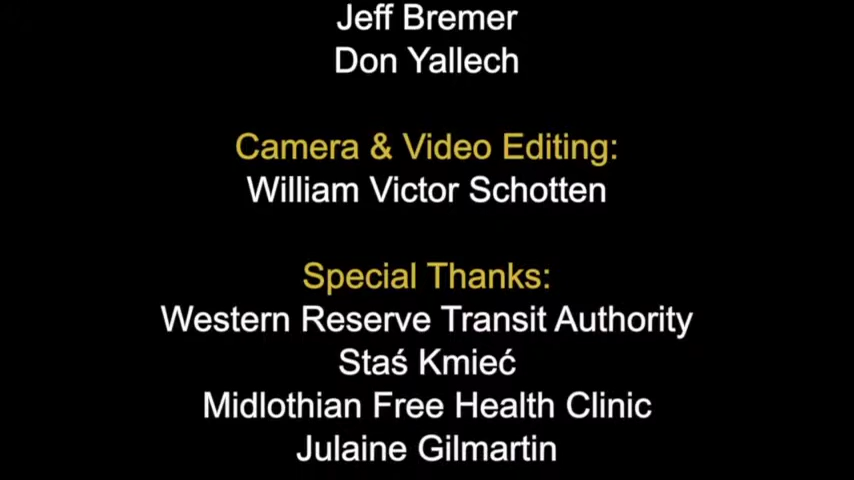 Jeff Bremer
Don Yallech
Camera & Video Editing:
William Victor Schotten
Special Thanks:
Western Reserve Transit Authority
Staś Kmieć
Midlothian Free Health Clinic
Julaine Gilmartin